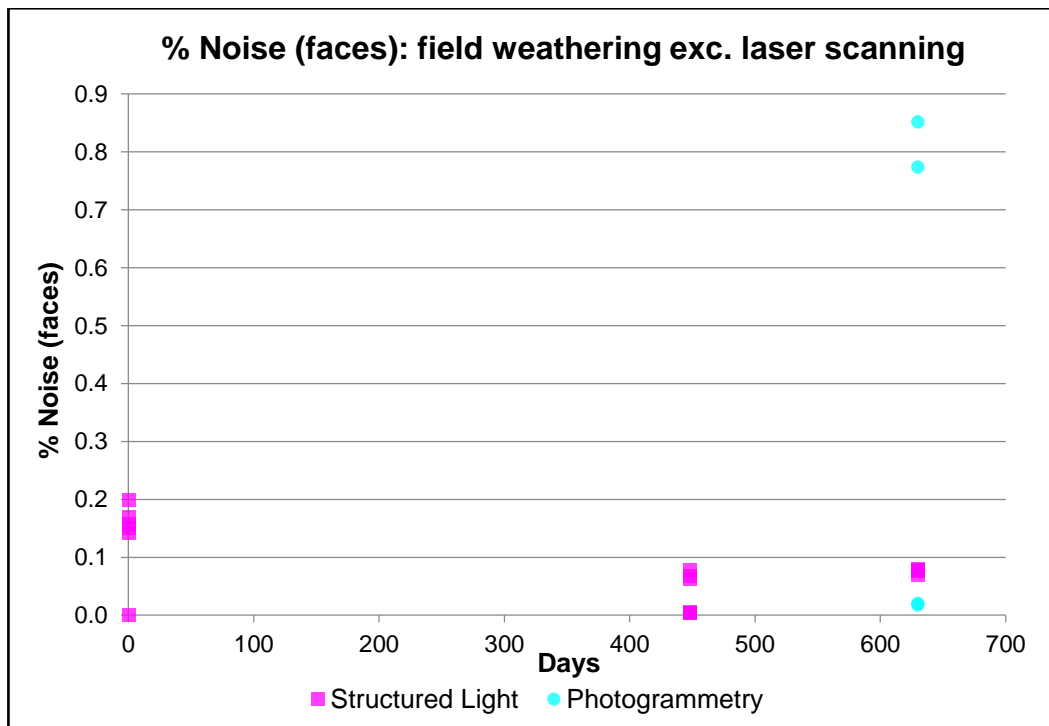 % Noise (faces): field weathering exc. laser scanning
% Noise (faces)
0.9
0.8
0.7
0.6
0.5
0.4
0.3
0.2
0.1
0.0
0 100 200 300 400 500 600 700
Days
Structured Light Photogrammetry